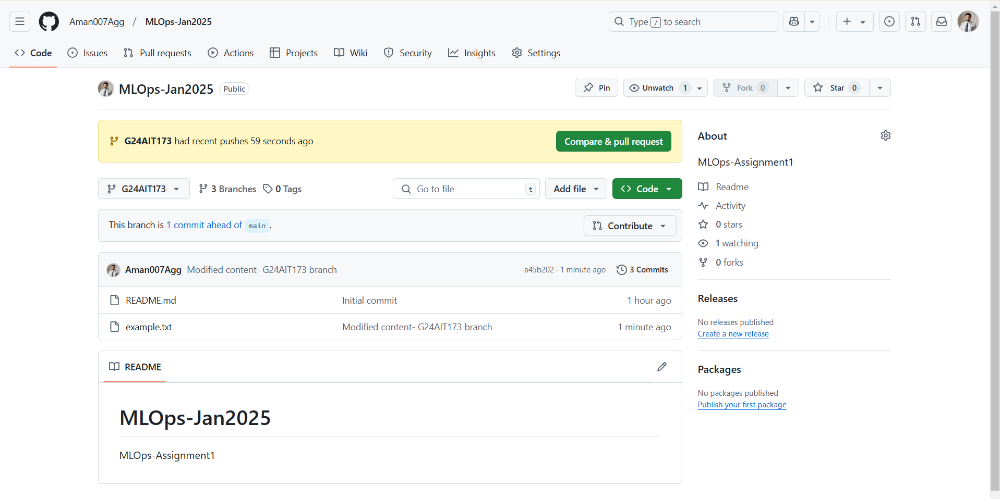 Aman007Agg / MLOps-Jan2025
Type / to search
Code Issues Pull requests Actions Projects Wiki Security Insights Settings
MLOps-Jan2025 Public
Pin Unwatch 1 Fork 0 Star 0
G24AIT173 had recent pushes 59 seconds ago
Compare & pull request
G24AIT173 3 Branches 0 Tags
Go to file t
Add file Code
This branch is 1 commit ahead of main .
Contribute
Aman007Agg Modified content- G24AIT173 branch a45b202 · 1 minute ago 3 Commits
README.md Initial commit 1 hour ago
example.txt Modified content- G24AIT173 branch 1 minute ago
README
MLOps-Jan2025
MLOps-Assignment1
About
MLOps-Assignment1
Readme
Activity
0 stars
1 watching
0 forks
Releases
No releases published
Create a new release
Packages
No packages published
Publish your first package